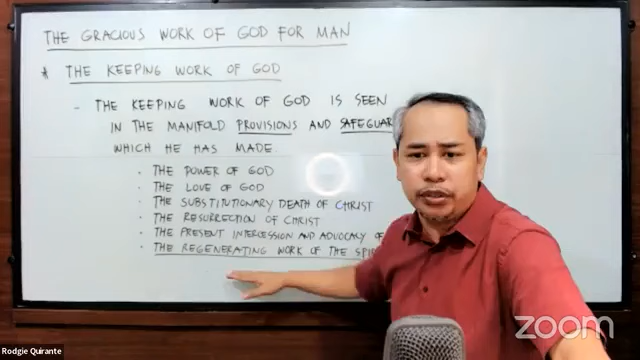 THE GRACIOUS WORK OF GOD FOR MAN
* THE KEEPING WORK OF GOD
- THE KEEPING WORK OF GOD IS SEEN
IN THE MANIFOLD PROVISIONS AND
WHICH HE HAS MADE.
· THE POWER OF GOD
· THE LOVE OF GOD
· THE SUBSTITUTIONARY DEATH OF CHRIST
· THE RESURRECTION OF CHRIST
· THE PRESENT INTERCESSION AND ADVOCACY OF
· THE REGENERATING WORK OF THE
zoom
Rodgie Quirante